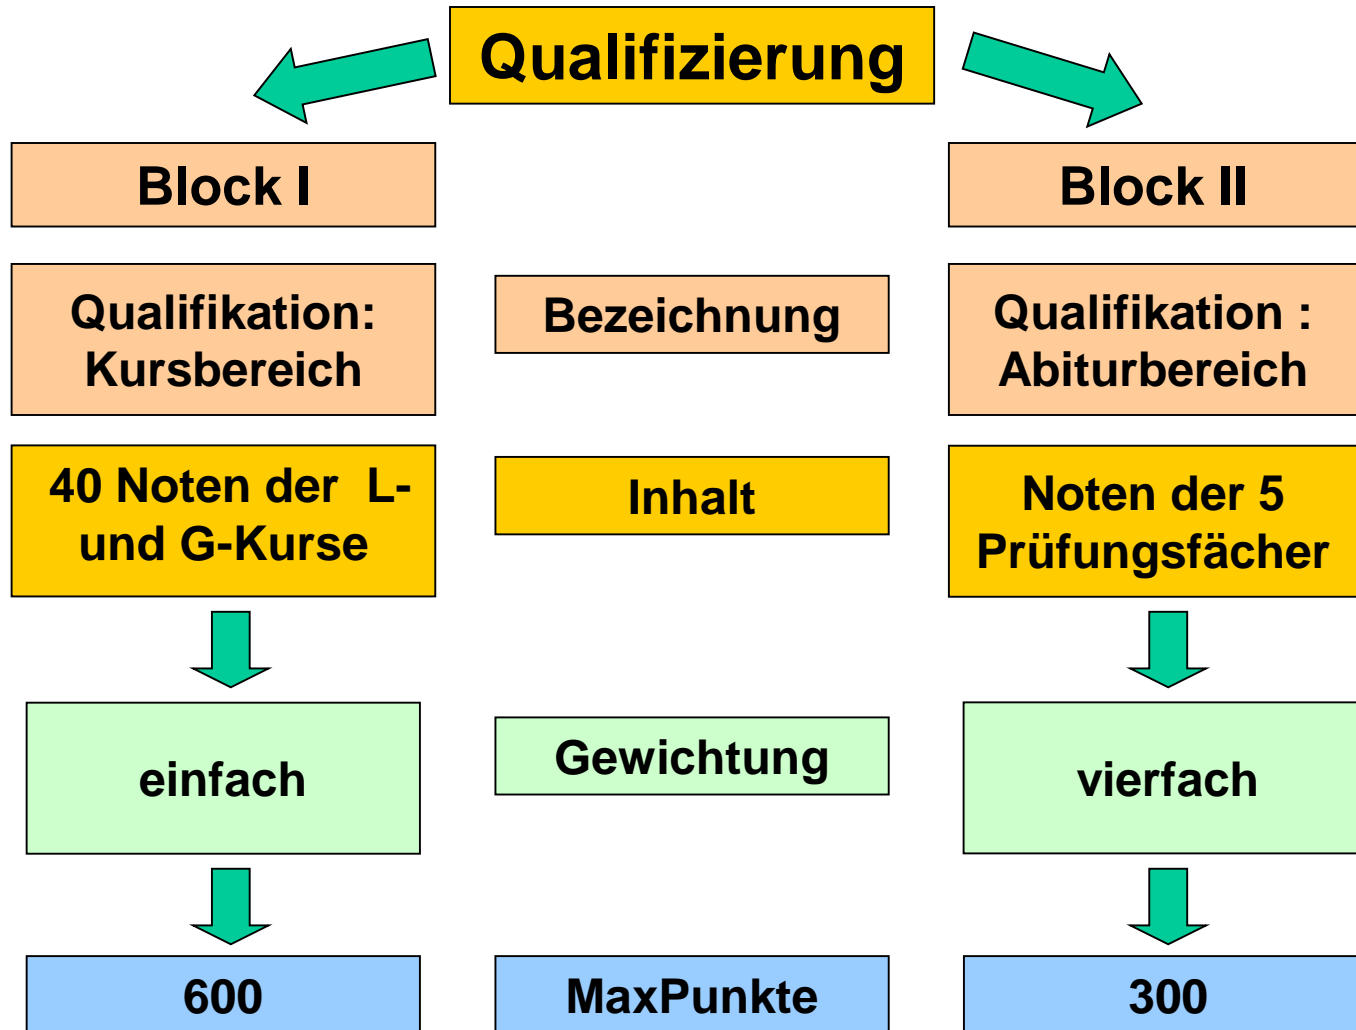 Qualifizierung
Block I
Block II
Qualifikation:
Kursbereich
Bezeichnung
Qualifikation :
Abiturbereich
40 Noten der  L-
und G-Kurse
Inhalt
Noten der 5
Prüfungsfächer
einfach
Gewichtung
vierfach
600
MaxPunkte
300